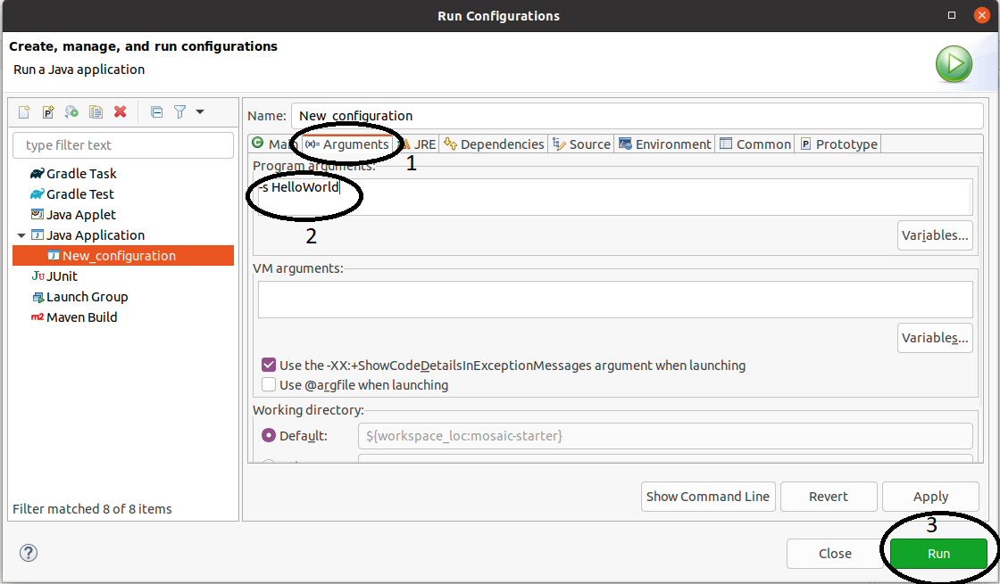 Run Configurations
Create, manage, and run configurations
Run a Java application
type filter text
Gradle Task
Gradle Test
Java Applet
Java Application
New_configuration
JUnit
Launch Group
Maven Build
Filter matched 8 of 8 items
Name: New_configuration
Main (x)= Arguments JRE Dependencies Source Environment Common Prototype
1
Program arguments:
-s HelloWorld
2
Variables...
VM arguments:
Variables...
Use the -XX:+ShowCodeDetailsInExceptionMessages argument when launching
Use @argfile when launching
Working directory:
Default: ${workspace_loc:mosaic-starter}
Show Command Line Revert Apply
3
Close Run